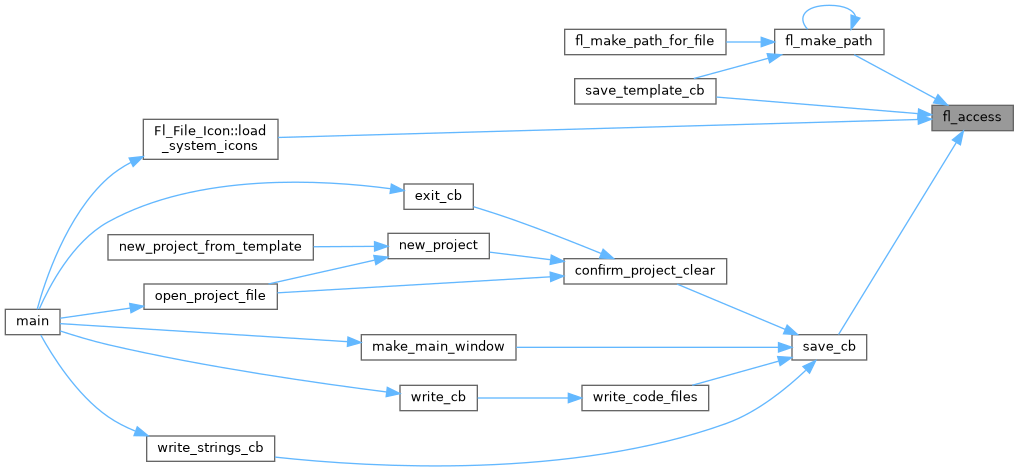 fl_make_path_for_file
fl_make_path
save_template_cb
fl_access
Fl_File_Icon::load
_system_icons
exit_cb
new_project_from_template
new_project
confirm_project_clear
open_project_file
main
make_main_window
save_cb
write_cb
write_code_files
write_strings_cb